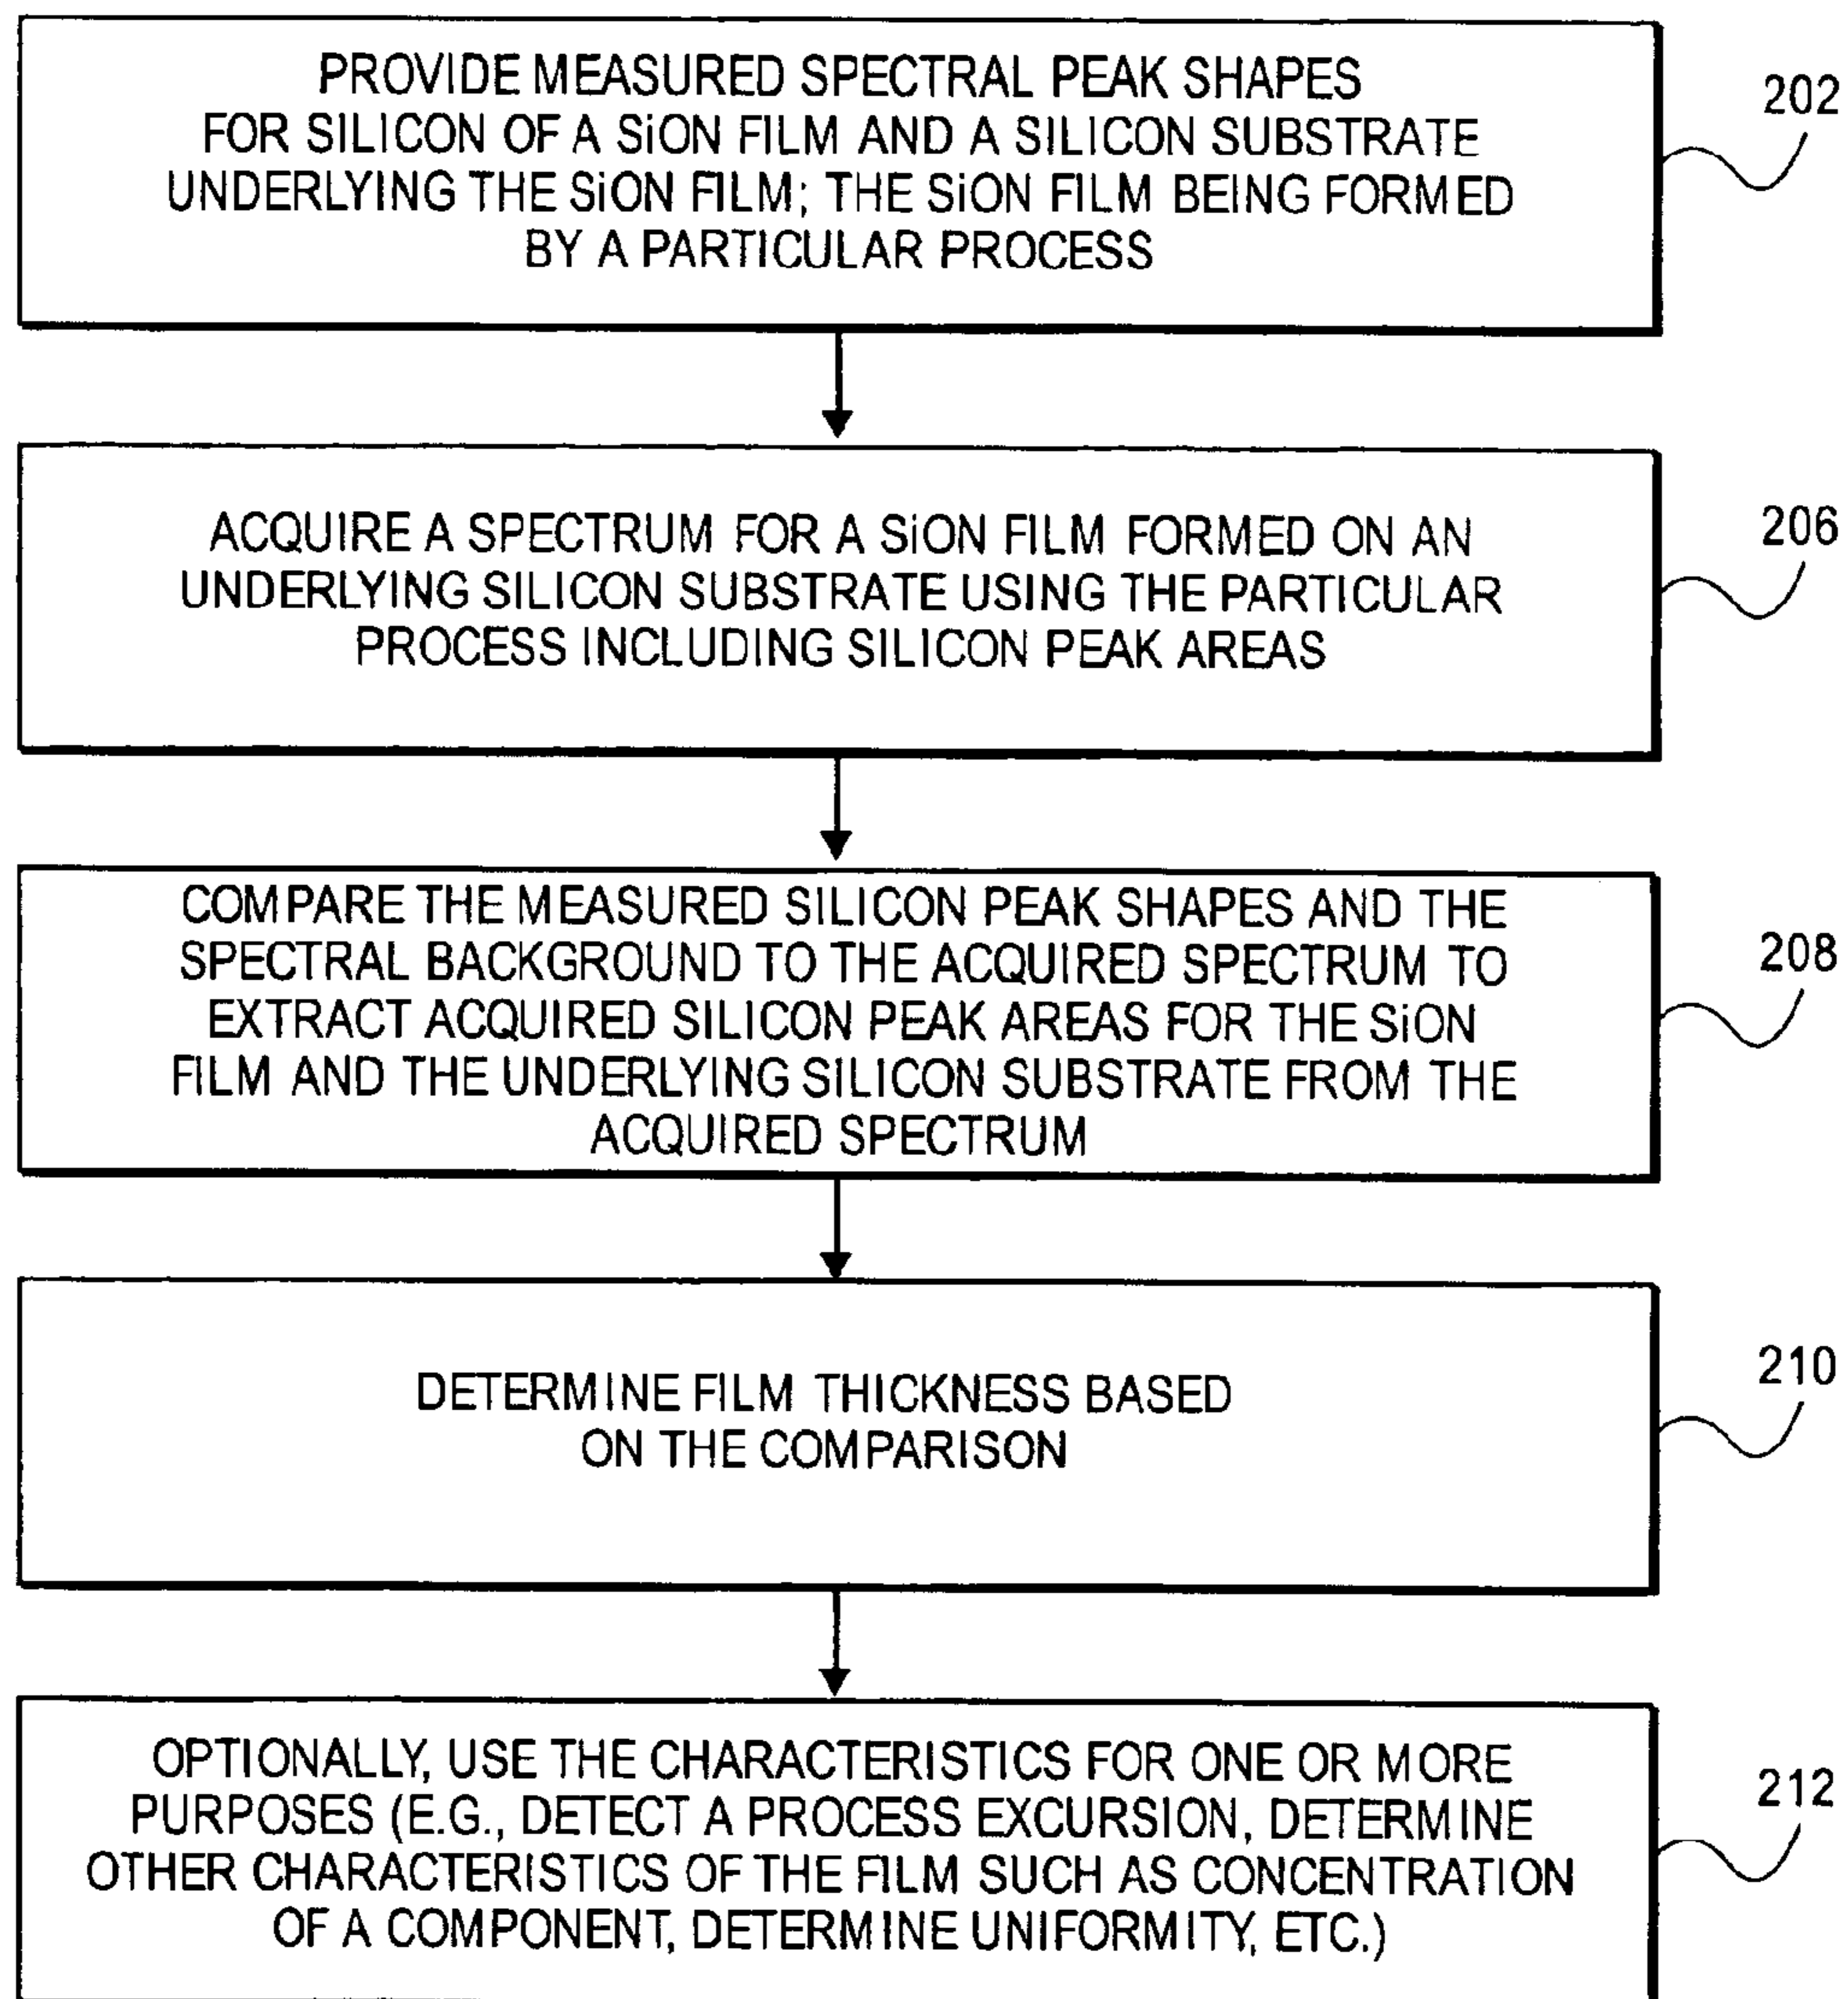 PROVIDE MEASURED SPECTRAL PEAK SHAPES
FOR SILICON OF A SiON FILM AND A SILICON SUBSTRATE
UNDERLYING THE SiON FILM; THE SiON FILM BEING FORMED
BY A PARTICULAR PROCESS
202
ACQUIRE A SPECTRUM FOR A SiON FILM FORMED ON AN
UNDERLYING SILICON SUBSTRATE USING THE PARTICULAR
PROCESS INCLUDING SILICON PEAK AREAS
206
COMPARE THE MEASURED SILICON PEAK SHAPES AND THE
SPECTRAL BACKGROUND TO THE ACQUIRED SPECTRUM TO
EXTRACT ACQUIRED SILICON PEAK AREAS FOR THE SiON
FILM AND THE UNDERLYING SILICON SUBSTRATE FROM THE
ACQUIRED SPECTRUM
208
DETERMINE FILM THICKNESS BASED
ON THE COMPARISON
210
OPTIONALLY, USE THE CHARACTERISTICS FOR ONE OR MORE
PURPOSES (E.G., DETECT A PROCESS EXCURSION, DETERMINE
OTHER CHARACTERISTICS OF THE FILM SUCH AS CONCENTRATION
OF A COMPONENT, DETERMINE UNIFORMITY, ETC.)
212